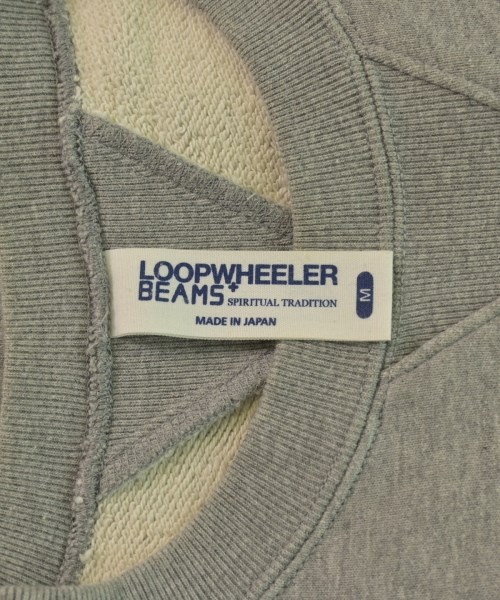 LOOPWHEELER
BEAMS+ SPIRITUAL TRADITION
MADE IN JAPAN
M